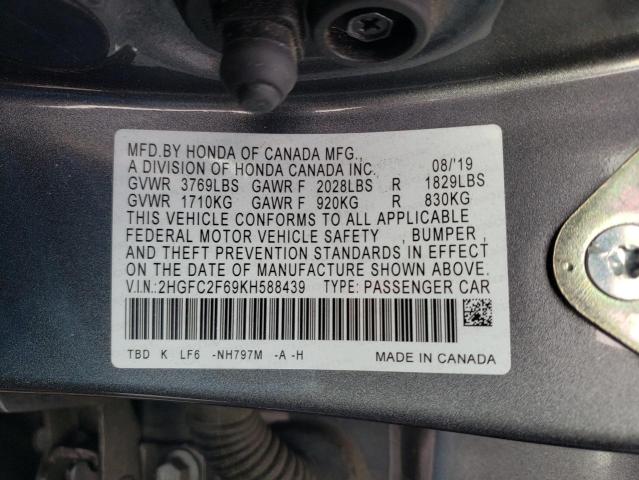 MFD.BY HONDA OF CANADA MFG.,
A DIVISION OF HONDA CANADA INC. 08/'19
GVWR 3769LBS GAWR F 2028LBS R 1829LBS
GVWR 1710KG GAWR F 920KG R 830KG
THIS VEHICLE CONFORMS TO ALL APPLICABLE
FEDERAL MOTOR VEHICLE SAFETY , BUMPER ,
AND THEFT PREVENTION STANDARDS IN EFFECT
ON THE DATE OF MANUFACTURE SHOWN ABOVE.
V.I.N.:2HGFC2F69KH588439 TYPE: PASSENGER CAR
TBD K LF6 -NH797M -A -H MADE IN CANADA